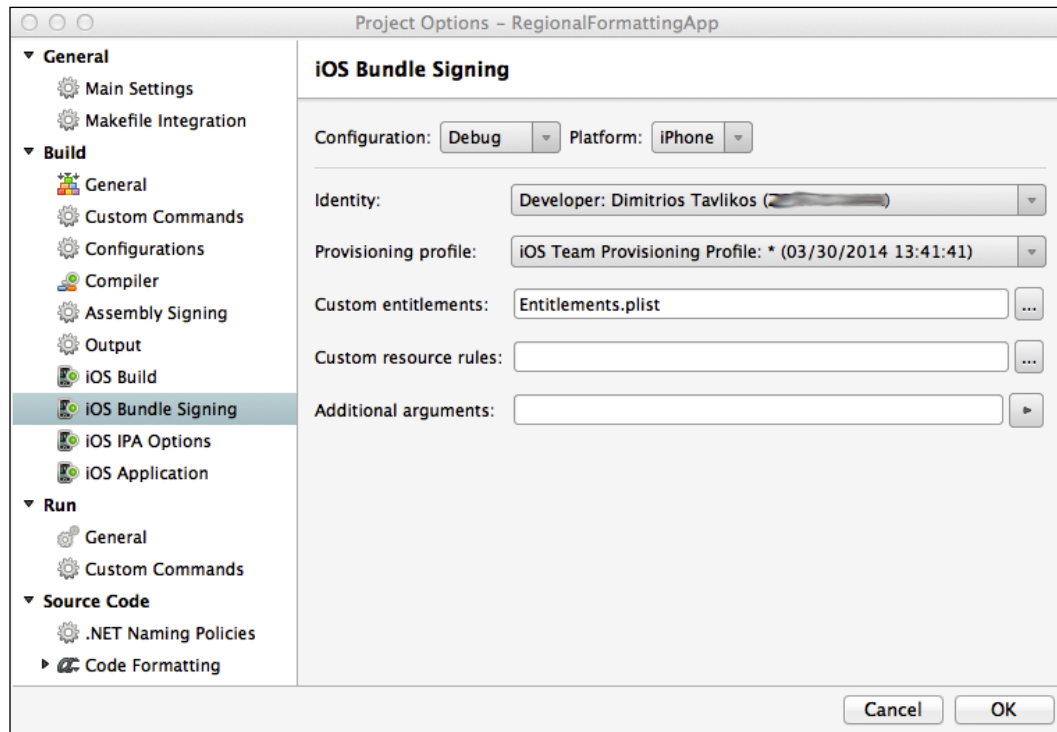 Project Options – RegionalFormattingApp
General
Main Settings
Makefile Integration
Build
General
Custom Commands
Configurations
Compiler
Assembly Signing
Output
iOS Build
iOS Bundle Signing
iOS IPA Options
iOS Application
Run
General
Custom Commands
Source Code
.NET Naming Policies
Code Formatting
iOS Bundle Signing
Configuration: Debug Platform: iPhone
Identity: Developer: Dimitrios Tavlikos ( )
Provisioning profile: iOS Team Provisioning Profile: * (03/30/2014 13:41:41)
Custom entitlements: Entitlements.plist ...
Custom resource rules: ...
Additional arguments:
Cancel OK